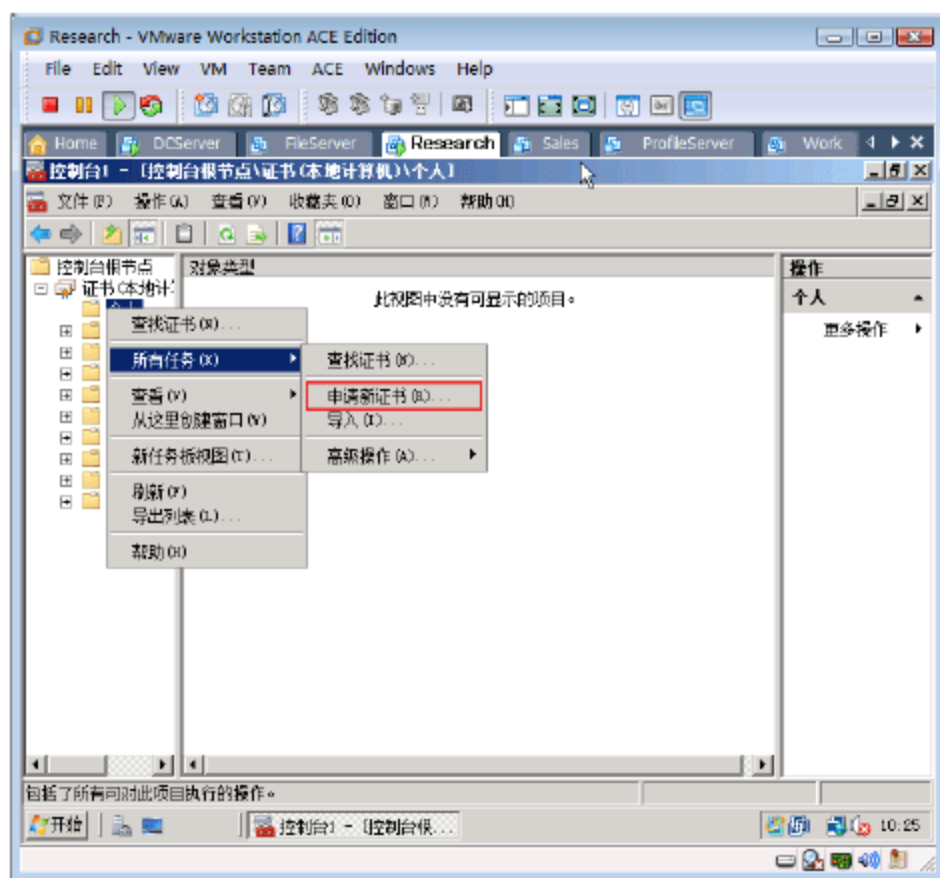 Research - VMware Workstation ACE Edition
File Edit View VM Team ACE Windows Help
Home DCServer FileServer Research Sales ProfileServer Work
控制台1 - [控制台根节点\证书(本地计算机)\个人]
文件(F) 操作(A) 查看(V) 收藏夹(O) 窗口(W) 帮助(H)
控制台根节点 对象类型 操作
证书(本地计 此视图中没有可显示的项目。 个人
更多操作
查找证书(N)...
所有任务(K) 查找证书(N)...
查看(V) 申请新证书(R)...
从这里创建窗口(W) 导入(I)...
新任务板视图(T)... 高级操作(A)...
刷新(F)
导出列表(L)...
帮助(H)
包括了所有可对此项目执行的操作。
开始 控制台1 - [控制台根... 10:25